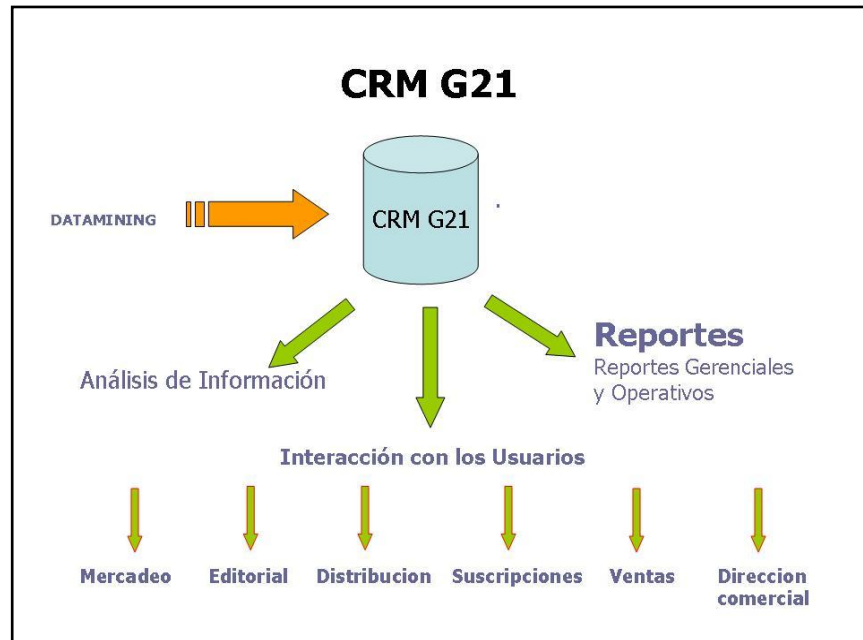 CRM G21
CRM G21
DATAMINING
Reportes
Reportes Gerenciales
y Operativos
Análisis de Información
Interacción con los Usuarios
Mercadeo
Editorial
Distribucion
Suscripciones
Ventas
Direccion
comercial